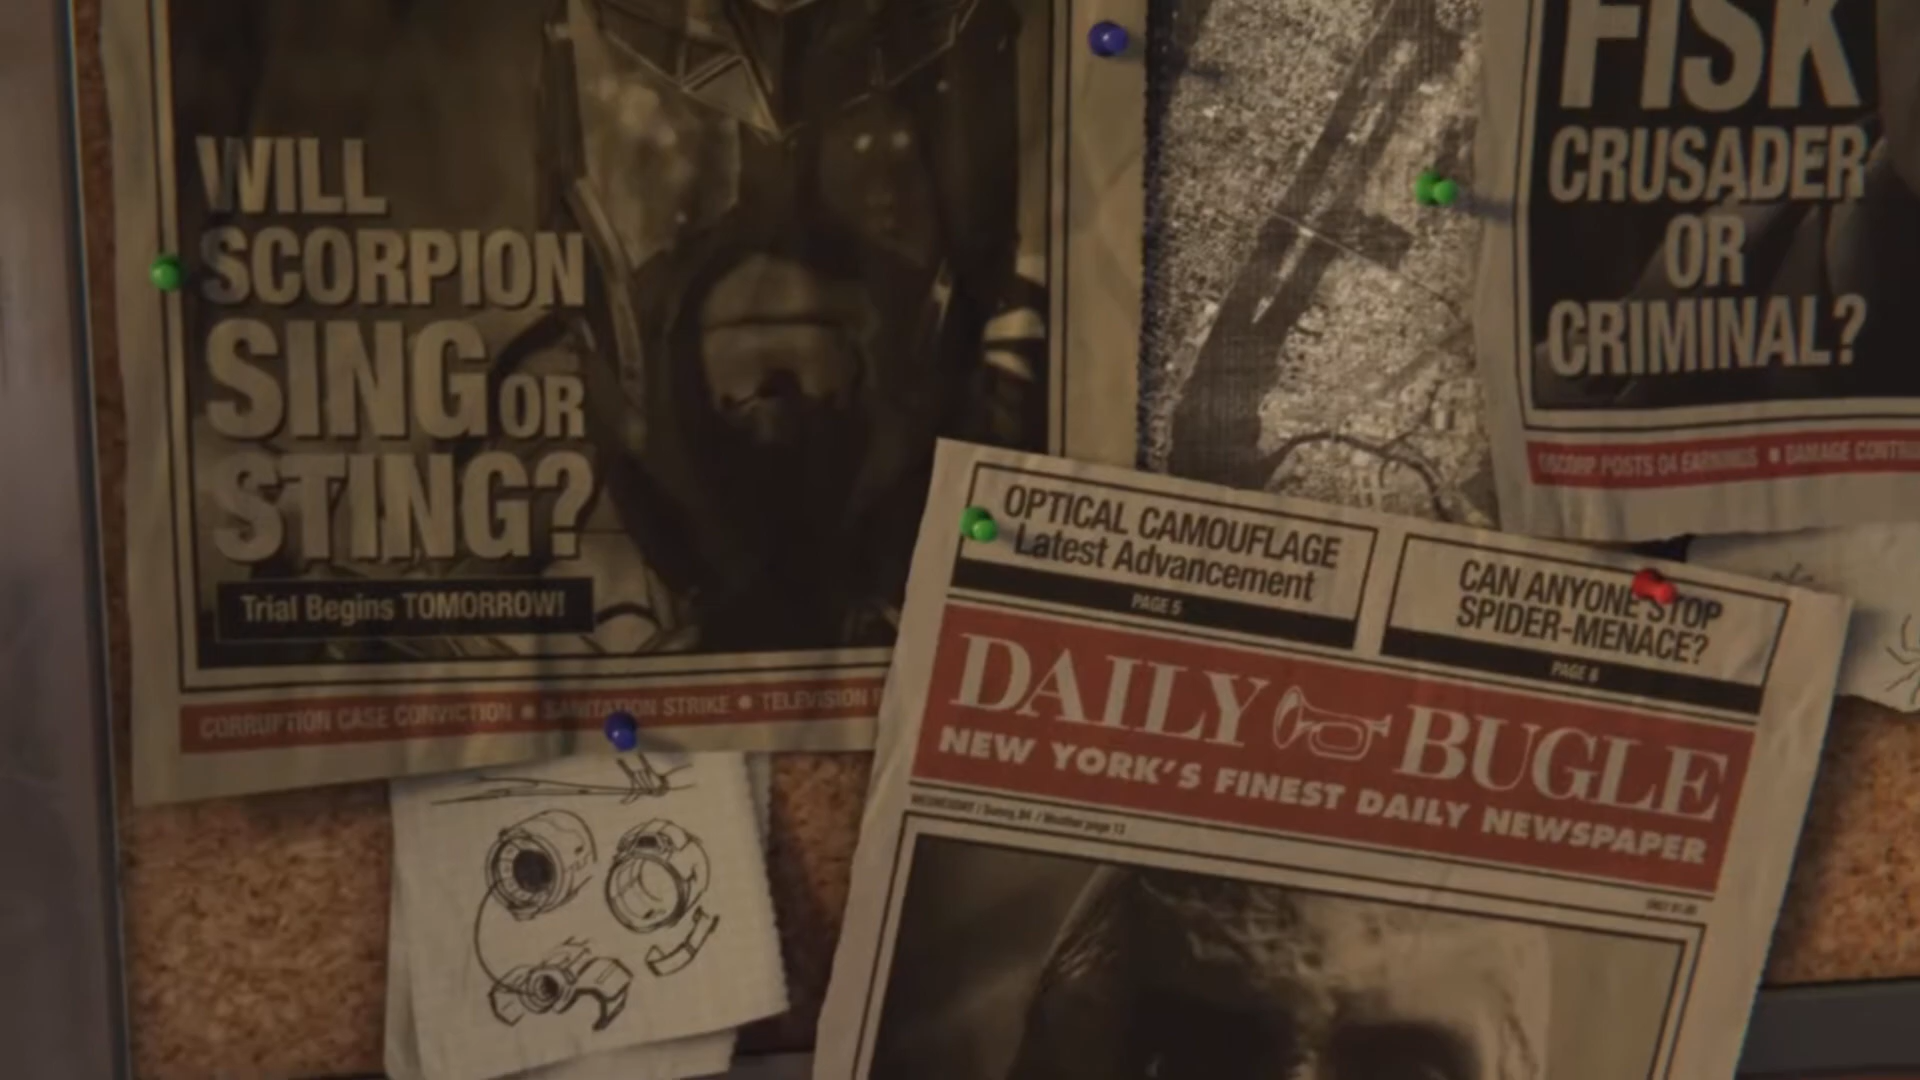 WILL
SCORPION
SING OR
STING?
Trial Begins TOMORROW!
CORRUPTION CASE CONVICTION • SANITATION STRIKE • TELEVISION
FISK
CRUSADER
OR
CRIMINAL?
OSCORP POSTS Q4 EARNINGS • DAMAGE
OPTICAL CAMOUFLAGE
Latest Advancement
PAGE 5
CAN ANYONE STOP
SPIDER-MENACE?
PAGE 6
DAILY BUGLE
NEW YORK'S FINEST DAILY NEWSPAPER